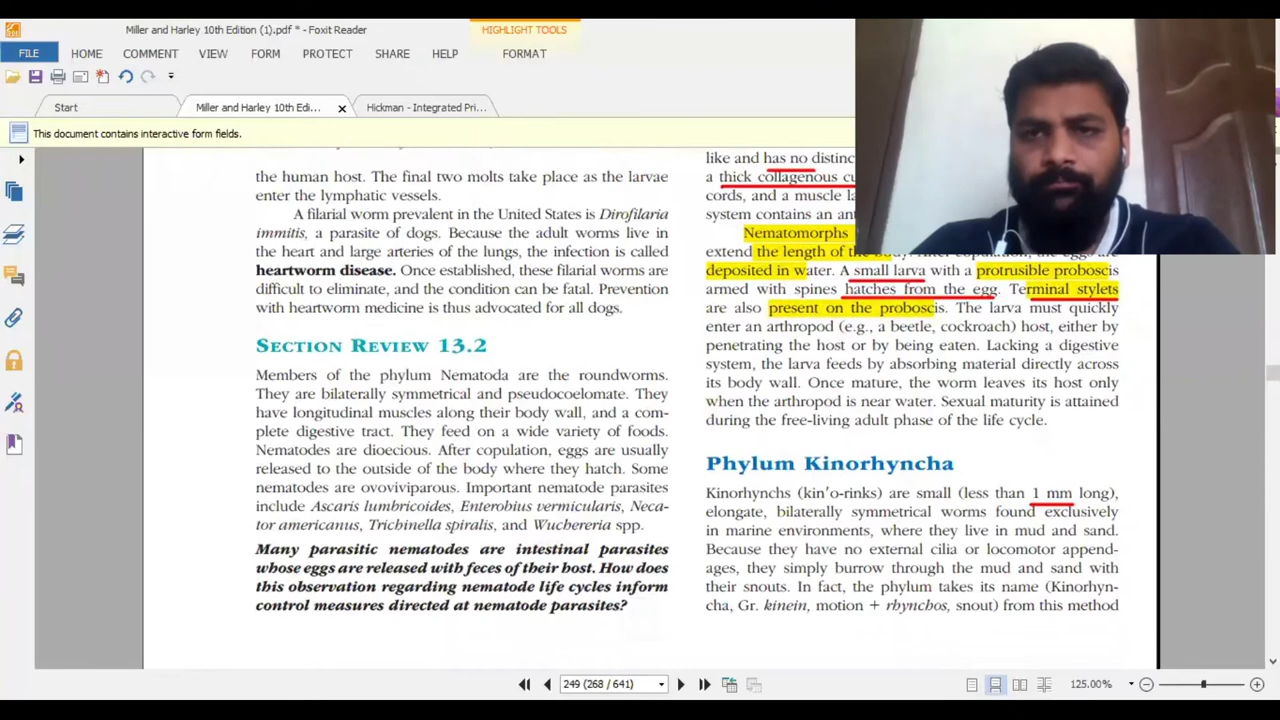 Miller and Harley 10th Edition (1).pdf * - Foxit Reader
HIGHLIGHT TOOLS
FILE HOME COMMENT VIEW FORM PROTECT SHARE HELP FORMAT
Start Miller and Harley 10th Edi... Hickman - Integrated Pri...
This document contains interactive form fields.
the human host. The final two molts take place as the larvae
enter the lymphatic vessels.
A filarial worm prevalent in the United States is Dirofilaria
immitis, a parasite of dogs. Because the adult worms live in
the heart and large arteries of the lungs, the infection is called
heartworm disease. Once established, these filarial worms are
difficult to eliminate, and the condition can be fatal. Prevention
with heartworm medicine is thus advocated for all dogs.
SECTION REVIEW 13.2
Members of the phylum Nematoda are the roundworms.
They are bilaterally symmetrical and pseudocoelomate. They
have longitudinal muscles along their body wall, and a com-
plete digestive tract. They feed on a wide variety of foods.
Nematodes are dioecious. After copulation, eggs are usually
released to the outside of the body where they hatch. Some
nematodes are ovoviviparous. Important nematode parasites
include Ascaris lumbricoides, Enterobius vermicularis, Neca-
tor americanus, Trichinella spiralis, and Wuchereria spp.
Many parasitic nematodes are intestinal parasites
whose eggs are released with feces of their host. How does
this observation regarding nematode life cycles inform
control measures directed at nematode parasites?
like and has no distinc
a thick collagenous cu
cords, and a muscle la
system contains an an
Nematomorphs
extend the length of the body. After copulation, the eggs are
deposited in water. A small larva with a protrusible proboscis
armed with spines hatches from the egg. Terminal stylets
are also present on the proboscis. The larva must quickly
enter an arthropod (e.g., a beetle, cockroach) host, either by
penetrating the host or by being eaten. Lacking a digestive
system, the larva feeds by absorbing material directly across
its body wall. Once mature, the worm leaves its host only
when the arthropod is near water. Sexual maturity is attained
during the free-living adult phase of the life cycle.
Phylum Kinorhyncha
Kinorhynchs (kin'o-rinks) are small (less than 1 mm long),
elongate, bilaterally symmetrical worms found exclusively
in marine environments, where they live in mud and sand.
Because they have no external cilia or locomotor append-
ages, they simply burrow through the mud and sand with
their snouts. In fact, the phylum takes its name (Kinorhyn-
cha, Gr. kinein, motion + rhynchos, snout) from this method
249 (268 / 641)
125.00%